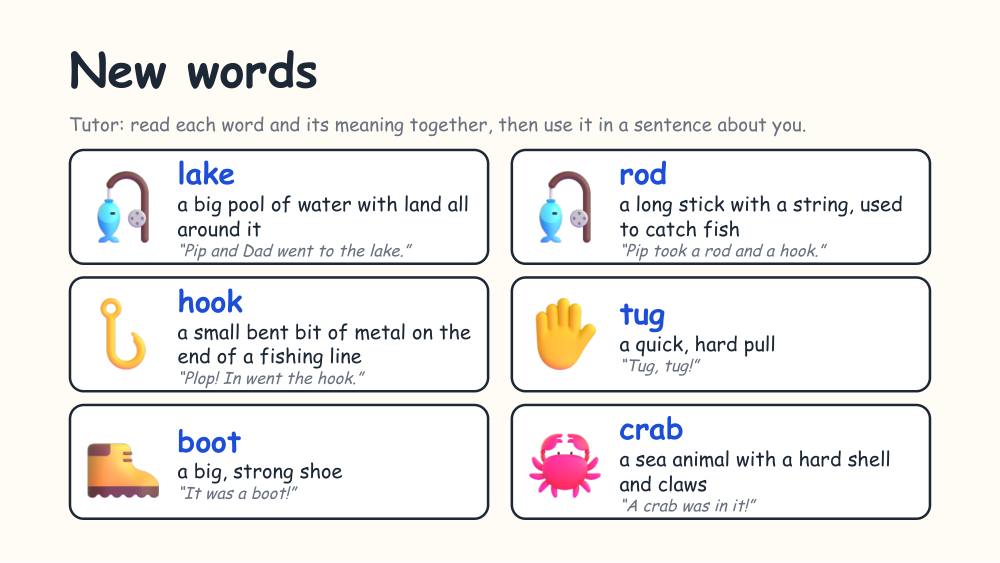 New words
Tutor: read each word and its meaning together, then use it in a sentence about you.
lake
a big pool of water with land all
around it
"Pip and Dad went to the lake."
rod
a long stick with a string, used
to catch fish
"Pip took a rod and a hook."
hook
a small bent bit of metal on the
end of a fishing line
"Plop! In went the hook."
tug
a quick, hard pull
"Tug, tug!"
boot
a big, strong shoe
"It was a boot!"
crab
a sea animal with a hard shell
and claws
"A crab was in it!"